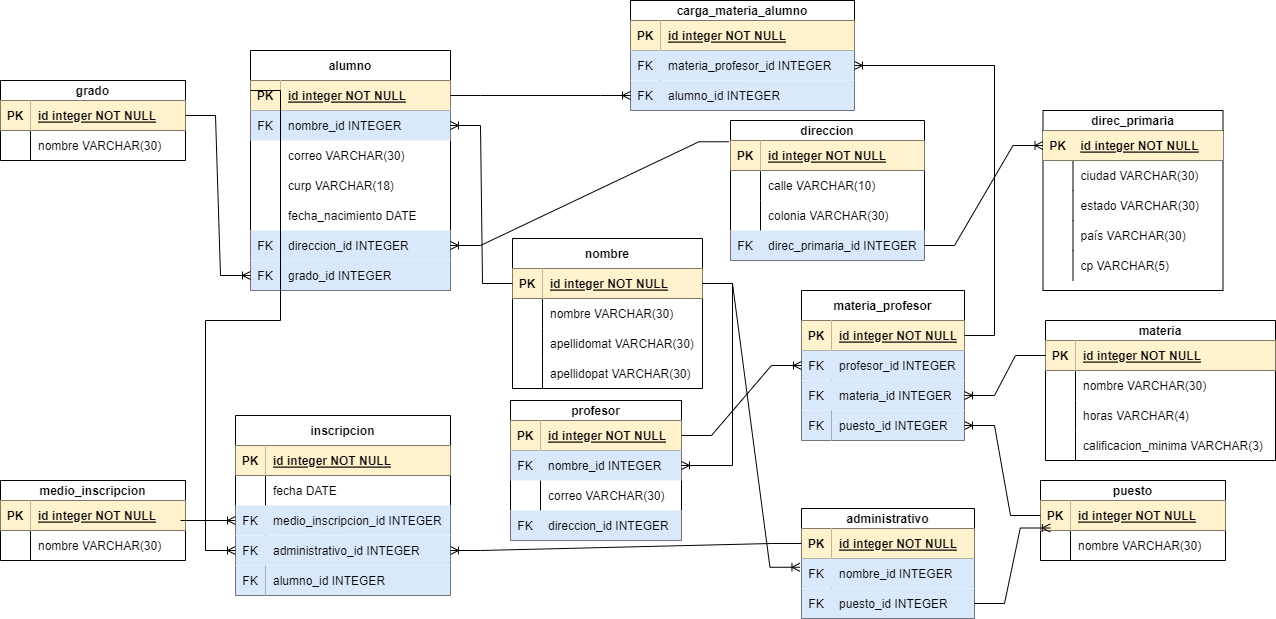 carga_materia_alumno
PK id integer NOT NULL
FK materia_profesor_id INTEGER
FK alumno_id INTEGER
alumno
PK id integer NOT NULL
FK nombre_id INTEGER
correo VARCHAR(30)
curp VARCHAR(18)
fecha_nacimiento DATE
FK direccion_id INTEGER
FK grado_id INTEGER
grado
PK id integer NOT NULL
nombre VARCHAR(30)
direccion
PK id integer NOT NULL
calle VARCHAR(10)
colonia VARCHAR(30)
FK direc_primaria_id INTEGER
direc_primaria
PK id integer NOT NULL
ciudad VARCHAR(30)
estado VARCHAR(30)
país VARCHAR(30)
cp VARCHAR(5)
nombre
PK id integer NOT NULL
nombre VARCHAR(30)
apellidomat VARCHAR(30)
apellidopat VARCHAR(30)
materia_profesor
PK id integer NOT NULL
FK profesor_id INTEGER
FK materia_id INTEGER
FK puesto_id INTEGER
materia
PK id integer NOT NULL
nombre VARCHAR(30)
horas VARCHAR(4)
calificacion_minima VARCHAR(3)
profesor
PK id integer NOT NULL
FK nombre_id INTEGER
correo VARCHAR(30)
FK direccion_id INTEGER
inscripcion
PK id integer NOT NULL
fecha DATE
FK medio_inscripcion_id INTEGER
FK administrativo_id INTEGER
FK alumno_id INTEGER
medio_inscripcion
PK id integer NOT NULL
nombre VARCHAR(30)
administrativo
PK id integer NOT NULL
FK nombre_id INTEGER
FK puesto_id INTEGER
puesto
PK id integer NOT NULL
nombre VARCHAR(30)